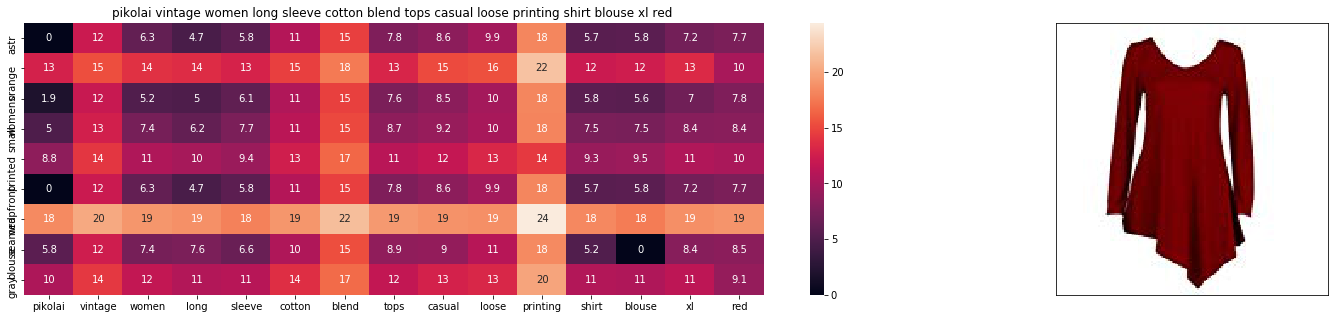 pikolai vintage women long sleeve cotton blend tops casual loose printing shirt blouse xl red
astr 0 12 6.3 4.7 5.8 11 15 7.8 8.6 9.9 18 5.7 5.8 7.2 7.7
orange 13 15 14 14 13 15 18 13 15 16 22 12 12 13 10
womens 1.9 12 5.2 5 6.1 11 15 7.6 8.5 10 18 5.8 5.6 7 7.8
small 5 13 7.4 6.2 7.7 11 15 8.7 9.2 10 18 7.5 7.5 8.4 8.4
printed 8.8 14 11 10 9.4 13 17 11 12 13 14 9.3 9.5 11 10
0 12 6.3 4.7 5.8 11 15 7.8 8.6 9.9 18 5.7 5.8 7.2 7.7
18 20 19 19 18 19 22 19 19 19 24 18 18 19 19
blouse 5.8 12 7.4 7.6 6.6 10 15 8.9 9 11 18 5.2 0 8.4 8.5
gray 10 14 12 11 11 14 17 12 13 13 20 11 11 11 9.1
pikolai vintage women long sleeve cotton blend tops casual loose printing shirt blouse xl red
20
15
10
5
0